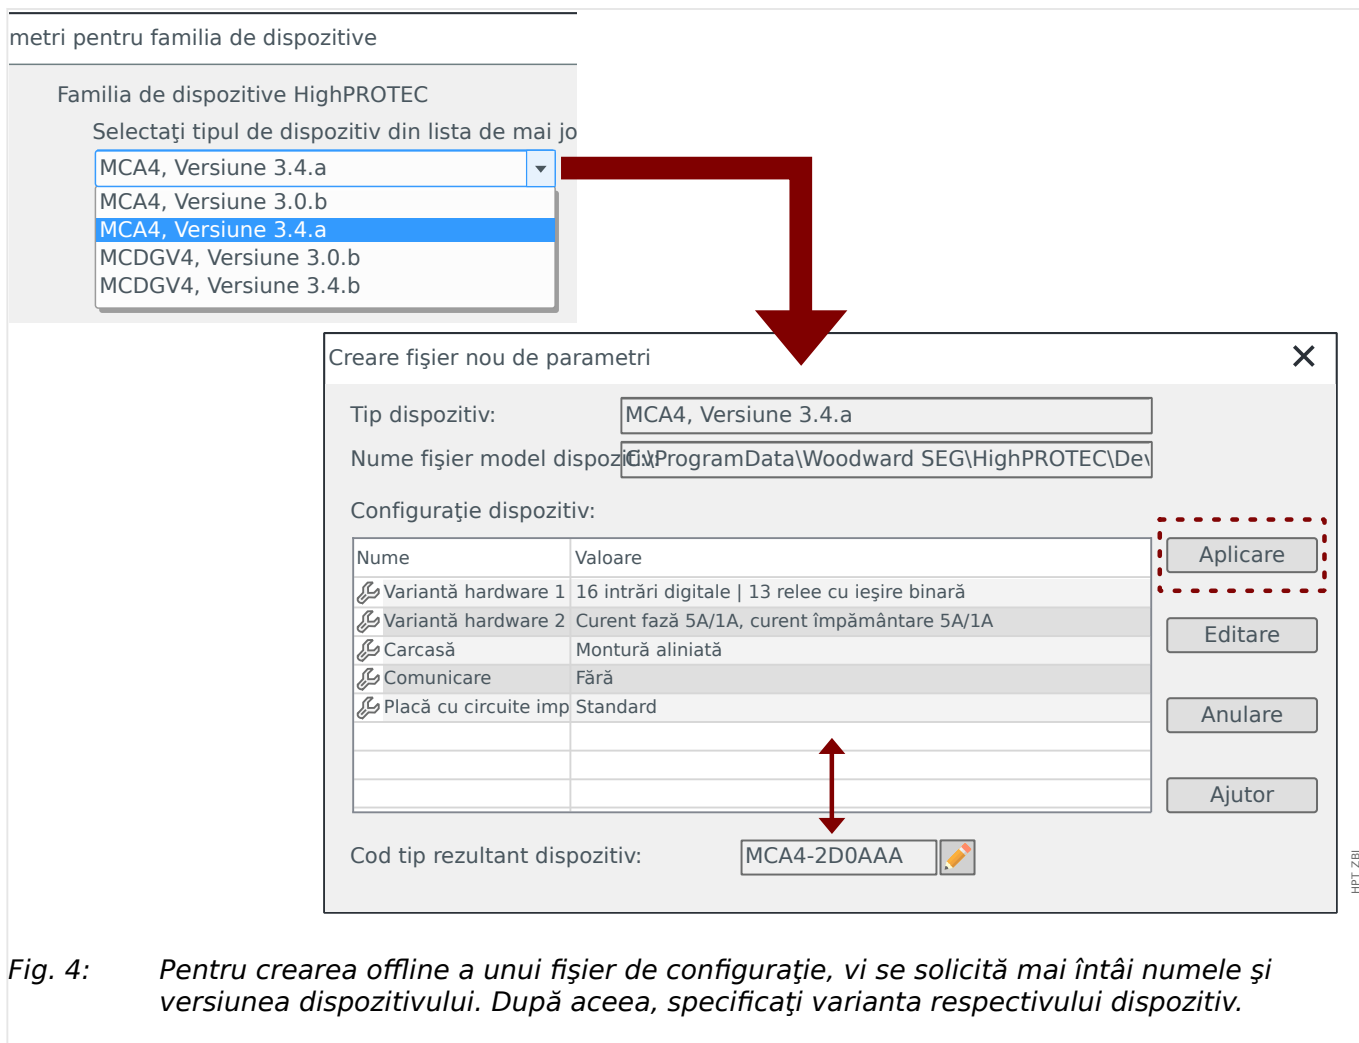 metri pentru familia de dispozitive
Familia de dispozitive HighPROTEC
Selectaţi tipul de dispozitiv din lista de mai jo
MCA4, Versiune 3.4.a
MCA4, Versiune 3.0.b
MCA4, Versiune 3.4.a
MCDGV4, Versiune 3.0.b
MCDGV4, Versiune 3.4.b
Creare fişier nou de parametri
Tip dispozitiv: MCA4, Versiune 3.4.a
Nume fişier model dispozitiv: C:\ProgramData\Woodward SEG\HighPROTEC\Dev
Configuraţie dispozitiv:
Nume Valoare
Variantă hardware 1 16 intrări digitale | 13 relee cu ieşire binară
Variantă hardware 2 Curent fază 5A/1A, curent împământare 5A/1A
Carcasă Montură aliniată
Comunicare Fără
Placă cu circuite imp Standard
Aplicare
Editare
Anulare
Ajutor
Cod tip rezultant dispozitiv: MCA4-2D0AAA
HPT ZBI
Fig. 4: Pentru crearea offline a unui fişier de configuraţie, vi se solicită mai întâi numele şi
versiunea dispozitivului. După aceea, specificaţi varianta respectivului dispozitiv.